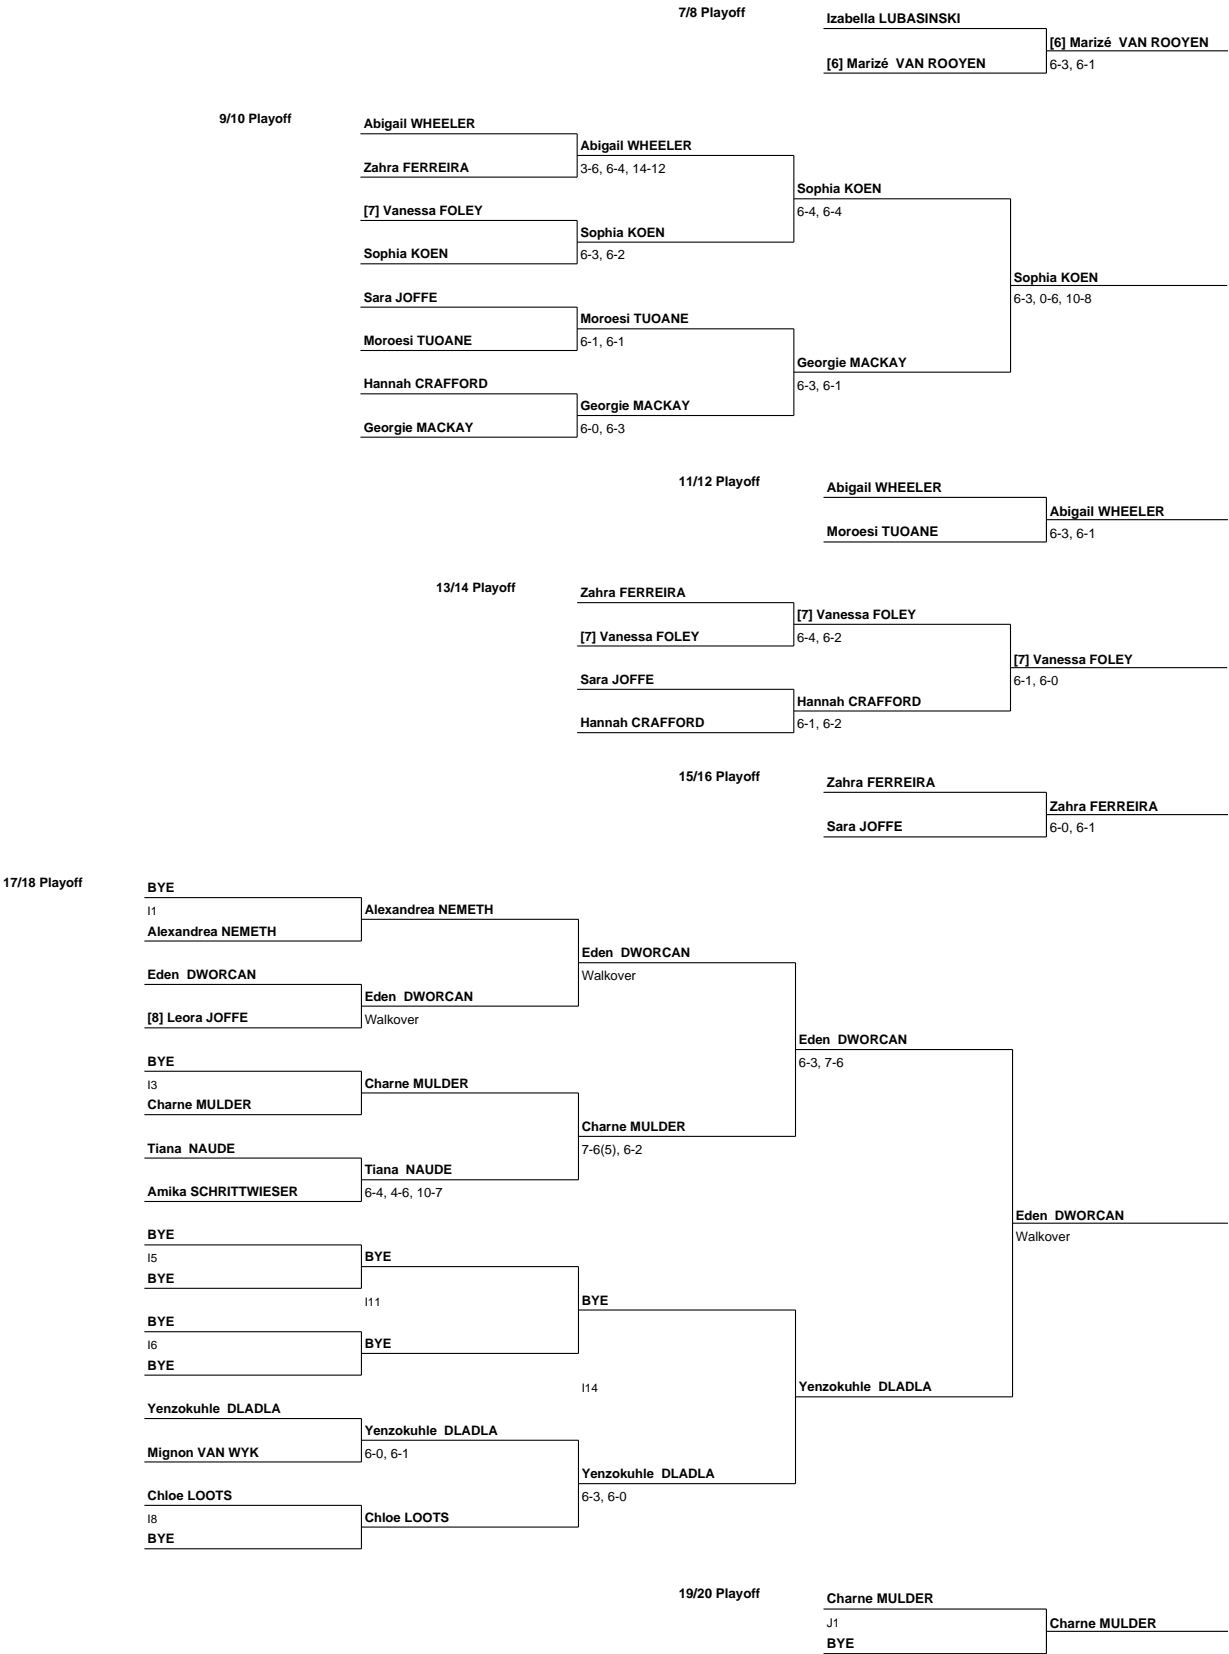 7/8 Playoff
Izabella LUBASINSKI
[6] Marizé  VAN ROOYEN
[6] Marizé  VAN ROOYEN
6-3, 6-1
9/10 Playoff
Abigail WHEELER
Abigail WHEELER
Zahra FERREIRA
3-6, 6-4, 14-12
Sophia KOEN
[7] Vanessa FOLEY
6-4, 6-4
Sophia KOEN
Sophia KOEN
6-3, 6-2
Sophia KOEN
Sara JOFFE
6-3, 0-6, 10-8
Moroesi TUOANE
Moroesi TUOANE
6-1, 6-1
Georgie MACKAY
Hannah CRAFFORD
6-3, 6-1
Georgie MACKAY
Georgie MACKAY
6-0, 6-3
11/12 Playoff
Abigail WHEELER
Abigail WHEELER
Moroesi TUOANE
6-3, 6-1
13/14 Playoff
Zahra FERREIRA
[7] Vanessa FOLEY
[7] Vanessa FOLEY
6-4, 6-2
[7] Vanessa FOLEY
Sara JOFFE
6-1, 6-0
Hannah CRAFFORD
Hannah CRAFFORD
6-1, 6-2
15/16 Playoff
Zahra FERREIRA
Zahra FERREIRA
Sara JOFFE
6-0, 6-1
17/18 Playoff
BYE
I1
Alexandrea NEMETH
Alexandrea NEMETH
Eden  DWORCAN
Eden  DWORCAN
Walkover
Eden  DWORCAN
[8] Leora JOFFE
Walkover
Eden  DWORCAN
BYE
6-3, 7-6
I3
Charne MULDER
Charne MULDER
Charne MULDER
Tiana  NAUDE
7-6(5), 6-2
Tiana  NAUDE
Amika SCHRITTWIESER
6-4, 4-6, 10-7
Eden  DWORCAN
BYE
Walkover
I5
BYE
BYE
I11
BYE
BYE
I6
BYE
BYE
I14
Yenzokuhle  DLADLA
Yenzokuhle  DLADLA
Yenzokuhle  DLADLA
Mignon VAN WYK
6-0, 6-1
Yenzokuhle  DLADLA
Chloe LOOTS
6-3, 6-0
I8
Chloe LOOTS
BYE
19/20 Playoff
Charne MULDER
J1
Charne MULDER
BYE